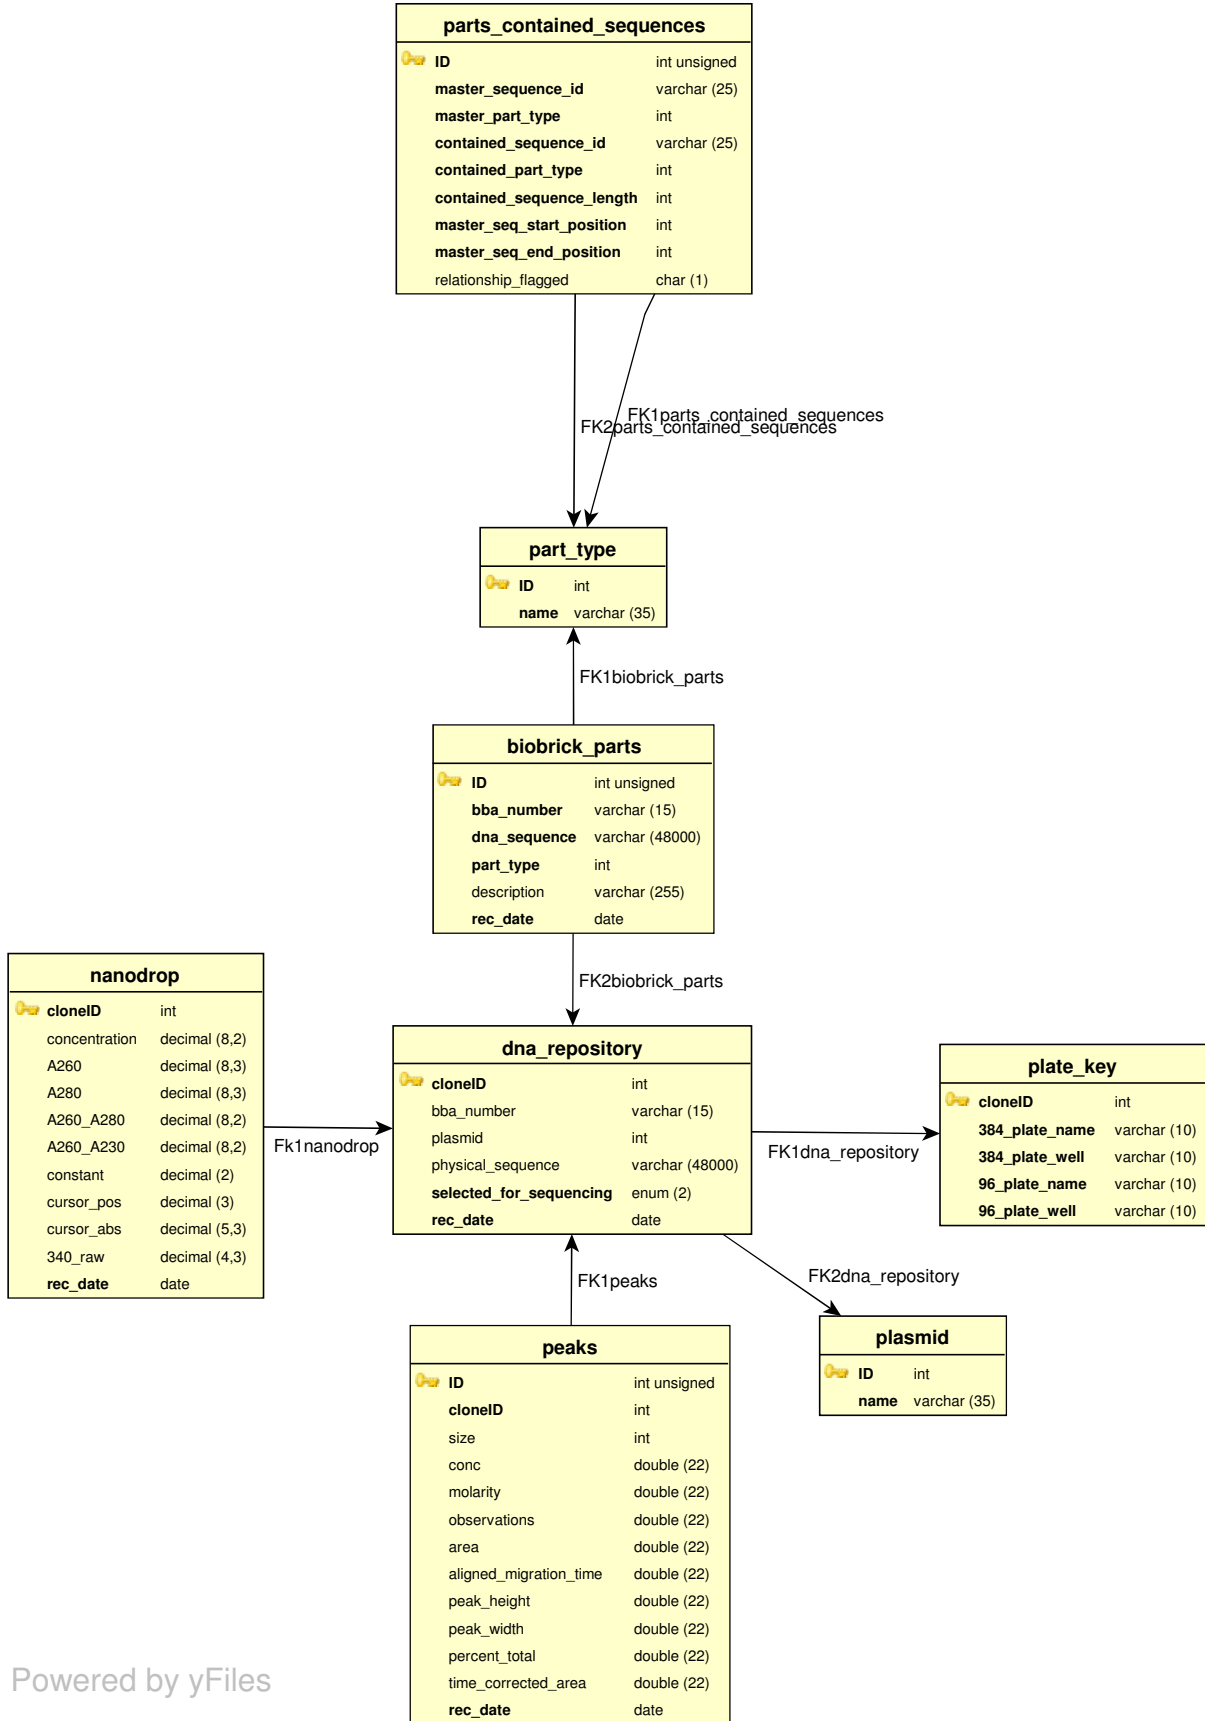 parts_contained_sequences
ID int unsigned
master_sequence_id varchar (25)
master_part_type int
contained_sequence_id varchar (25)
contained_part_type int
contained_sequence_length int
master_seq_start_position int
master_seq_end_position int
relationship_flagged char (1)
FK1parts_contained_sequences
FK2parts_contained_sequences
part_type
ID int
name varchar (35)
FK1biobrick_parts
biobrick_parts
ID int unsigned
bba_number varchar (15)
dna_sequence varchar (48000)
part_type int
description varchar (255)
rec_date date
FK2biobrick_parts
nanodrop
cloneID int
concentration decimal (8,2)
A260 decimal (8,3)
A280 decimal (8,3)
A260_A280 decimal (8,2)
A260_A230 decimal (8,2)
constant decimal (2)
cursor_pos decimal (3)
cursor_abs decimal (5,3)
340_raw decimal (4,3)
rec_date date
Fk1nanodrop
dna_repository
cloneID int
bba_number varchar (15)
plasmid int
physical_sequence varchar (48000)
selected_for_sequencing enum (2)
rec_date date
FK1dna_repository
plate_key
cloneID int
384_plate_name varchar (10)
384_plate_well varchar (10)
96_plate_name varchar (10)
96_plate_well varchar (10)
FK2dna_repository
plasmid
ID int
name varchar (35)
FK1peaks
peaks
ID int unsigned
cloneID int
size int
conc double (22)
molarity double (22)
observations double (22)
area double (22)
aligned_migration_time double (22)
peak_height double (22)
peak_width double (22)
percent_total double (22)
time_corrected_area double (22)
rec_date date
Powered by yFiles